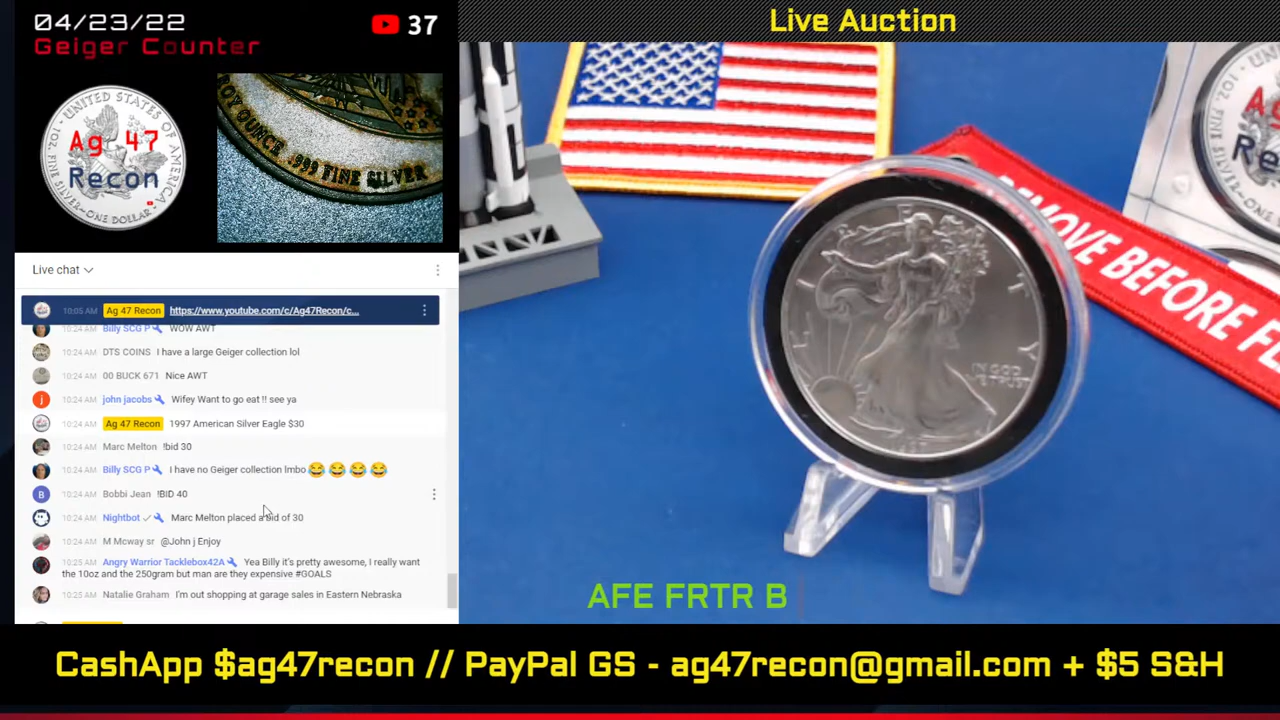 04/23/22
Geiger Counter
37
Live Auction
UNITED STATES OF AMERICA
Ag 47
Recon
1 OZ. FINE SILVER~ONE DOLLAR
OY OUNCE .999 FINE SILVER
REMOVE BEFORE FL
Ag
Re
L
E
T
Y
IN GOD
WE TRUST
1997
Live chat
10:05 AM Ag 47 Recon https://www.youtube.com/c/Ag47Recon/c...
10:24 AM Billy SCG P WOW AWT
10:24 AM DTS COINS I have a large Geiger collection lol
10:24 AM 00 BUCK 671 Nice AWT
10:24 AM john jacobs Wifey Want to go eat !! see ya
10:24 AM Ag 47 Recon 1997 American Silver Eagle $30
10:24 AM Marc Melton !bid 30
10:24 AM Billy SCG P I have no Geiger collection lmbo 😂 😂 😂 😂
B 10:24 AM Bobbi Jean !BID 40
10:24 AM Nightbot Marc Melton placed a bid of 30
10:24 AM M Mcway sr @John j Enjoy
10:25 AM Angry Warrior Tacklebox42A Yea Billy it's pretty awesome, I really want
the 10oz and the 250gram but man are they expensive #GOALS
10:25 AM Natalie Graham I'm out shopping at garage sales in Eastern Nebraska
AFE FRTR B
CashApp $ag47recon // PayPal GS - ag47recon@gmail.com + $5 S&H